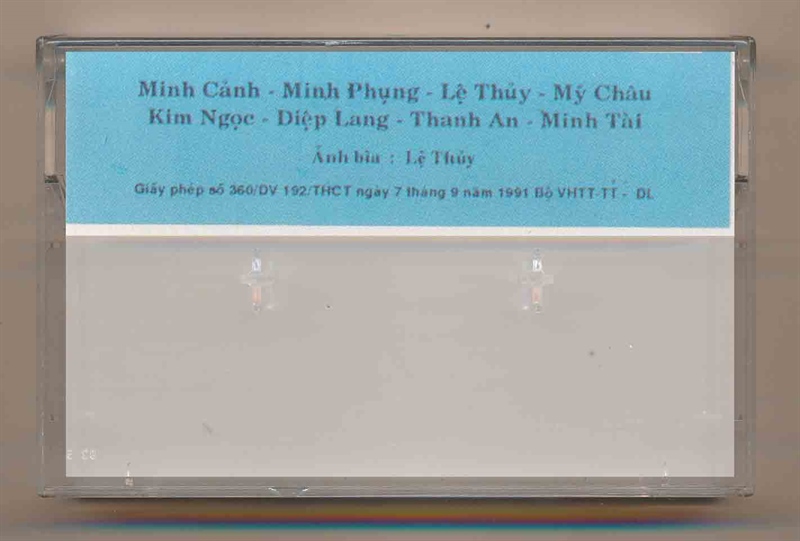 Minh Cảnh - Minh Phụng - Lệ Thủy - Mỹ Châu
Kim Ngọc - Diệp Lang - Thanh An - Minh Tài
Ảnh bìa : Lệ Thủy
Giấy phép số 360/DV 192/THCT ngày 7 tháng 9 năm 1991 Bộ VHTT-TT - DL